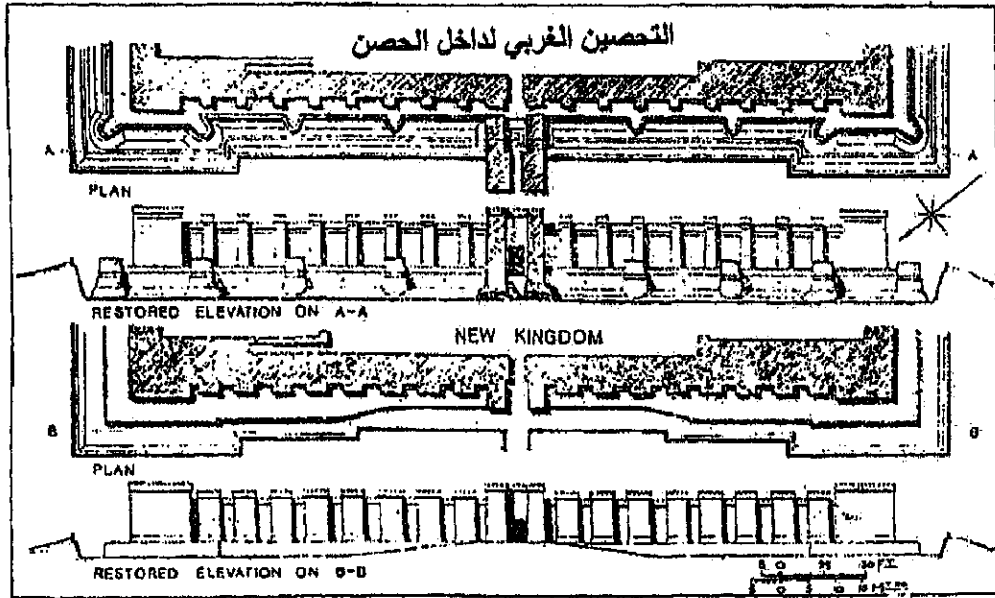 التحصين الغربي لداخل الحصن
A A
PLAN
RESTORED ELEVATION ON A-A
NEW KINGDOM
B B
PLAN
RESTORED ELEVATION ON B-B